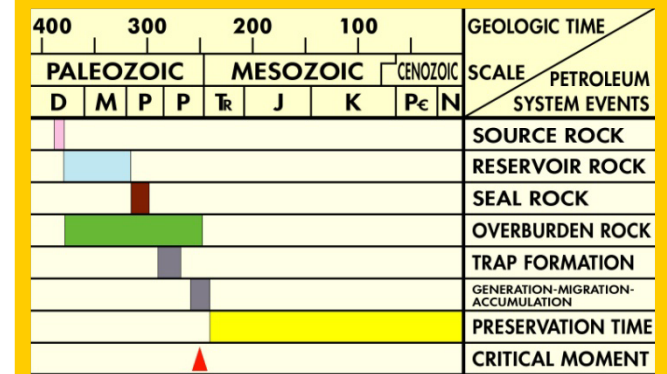 400 300 200 100 GEOLOGIC TIME
PALEOZOIC MESOZOIC CENOZOIC SCALE PETROLEUM
D M P P TR J K P€ N SYSTEM EVENTS
SOURCE ROCK
RESERVOIR ROCK
SEAL ROCK
OVERBURDEN ROCK
TRAP FORMATION
GENERATION-MIGRATION-
ACCUMULATION
PRESERVATION TIME
CRITICAL MOMENT